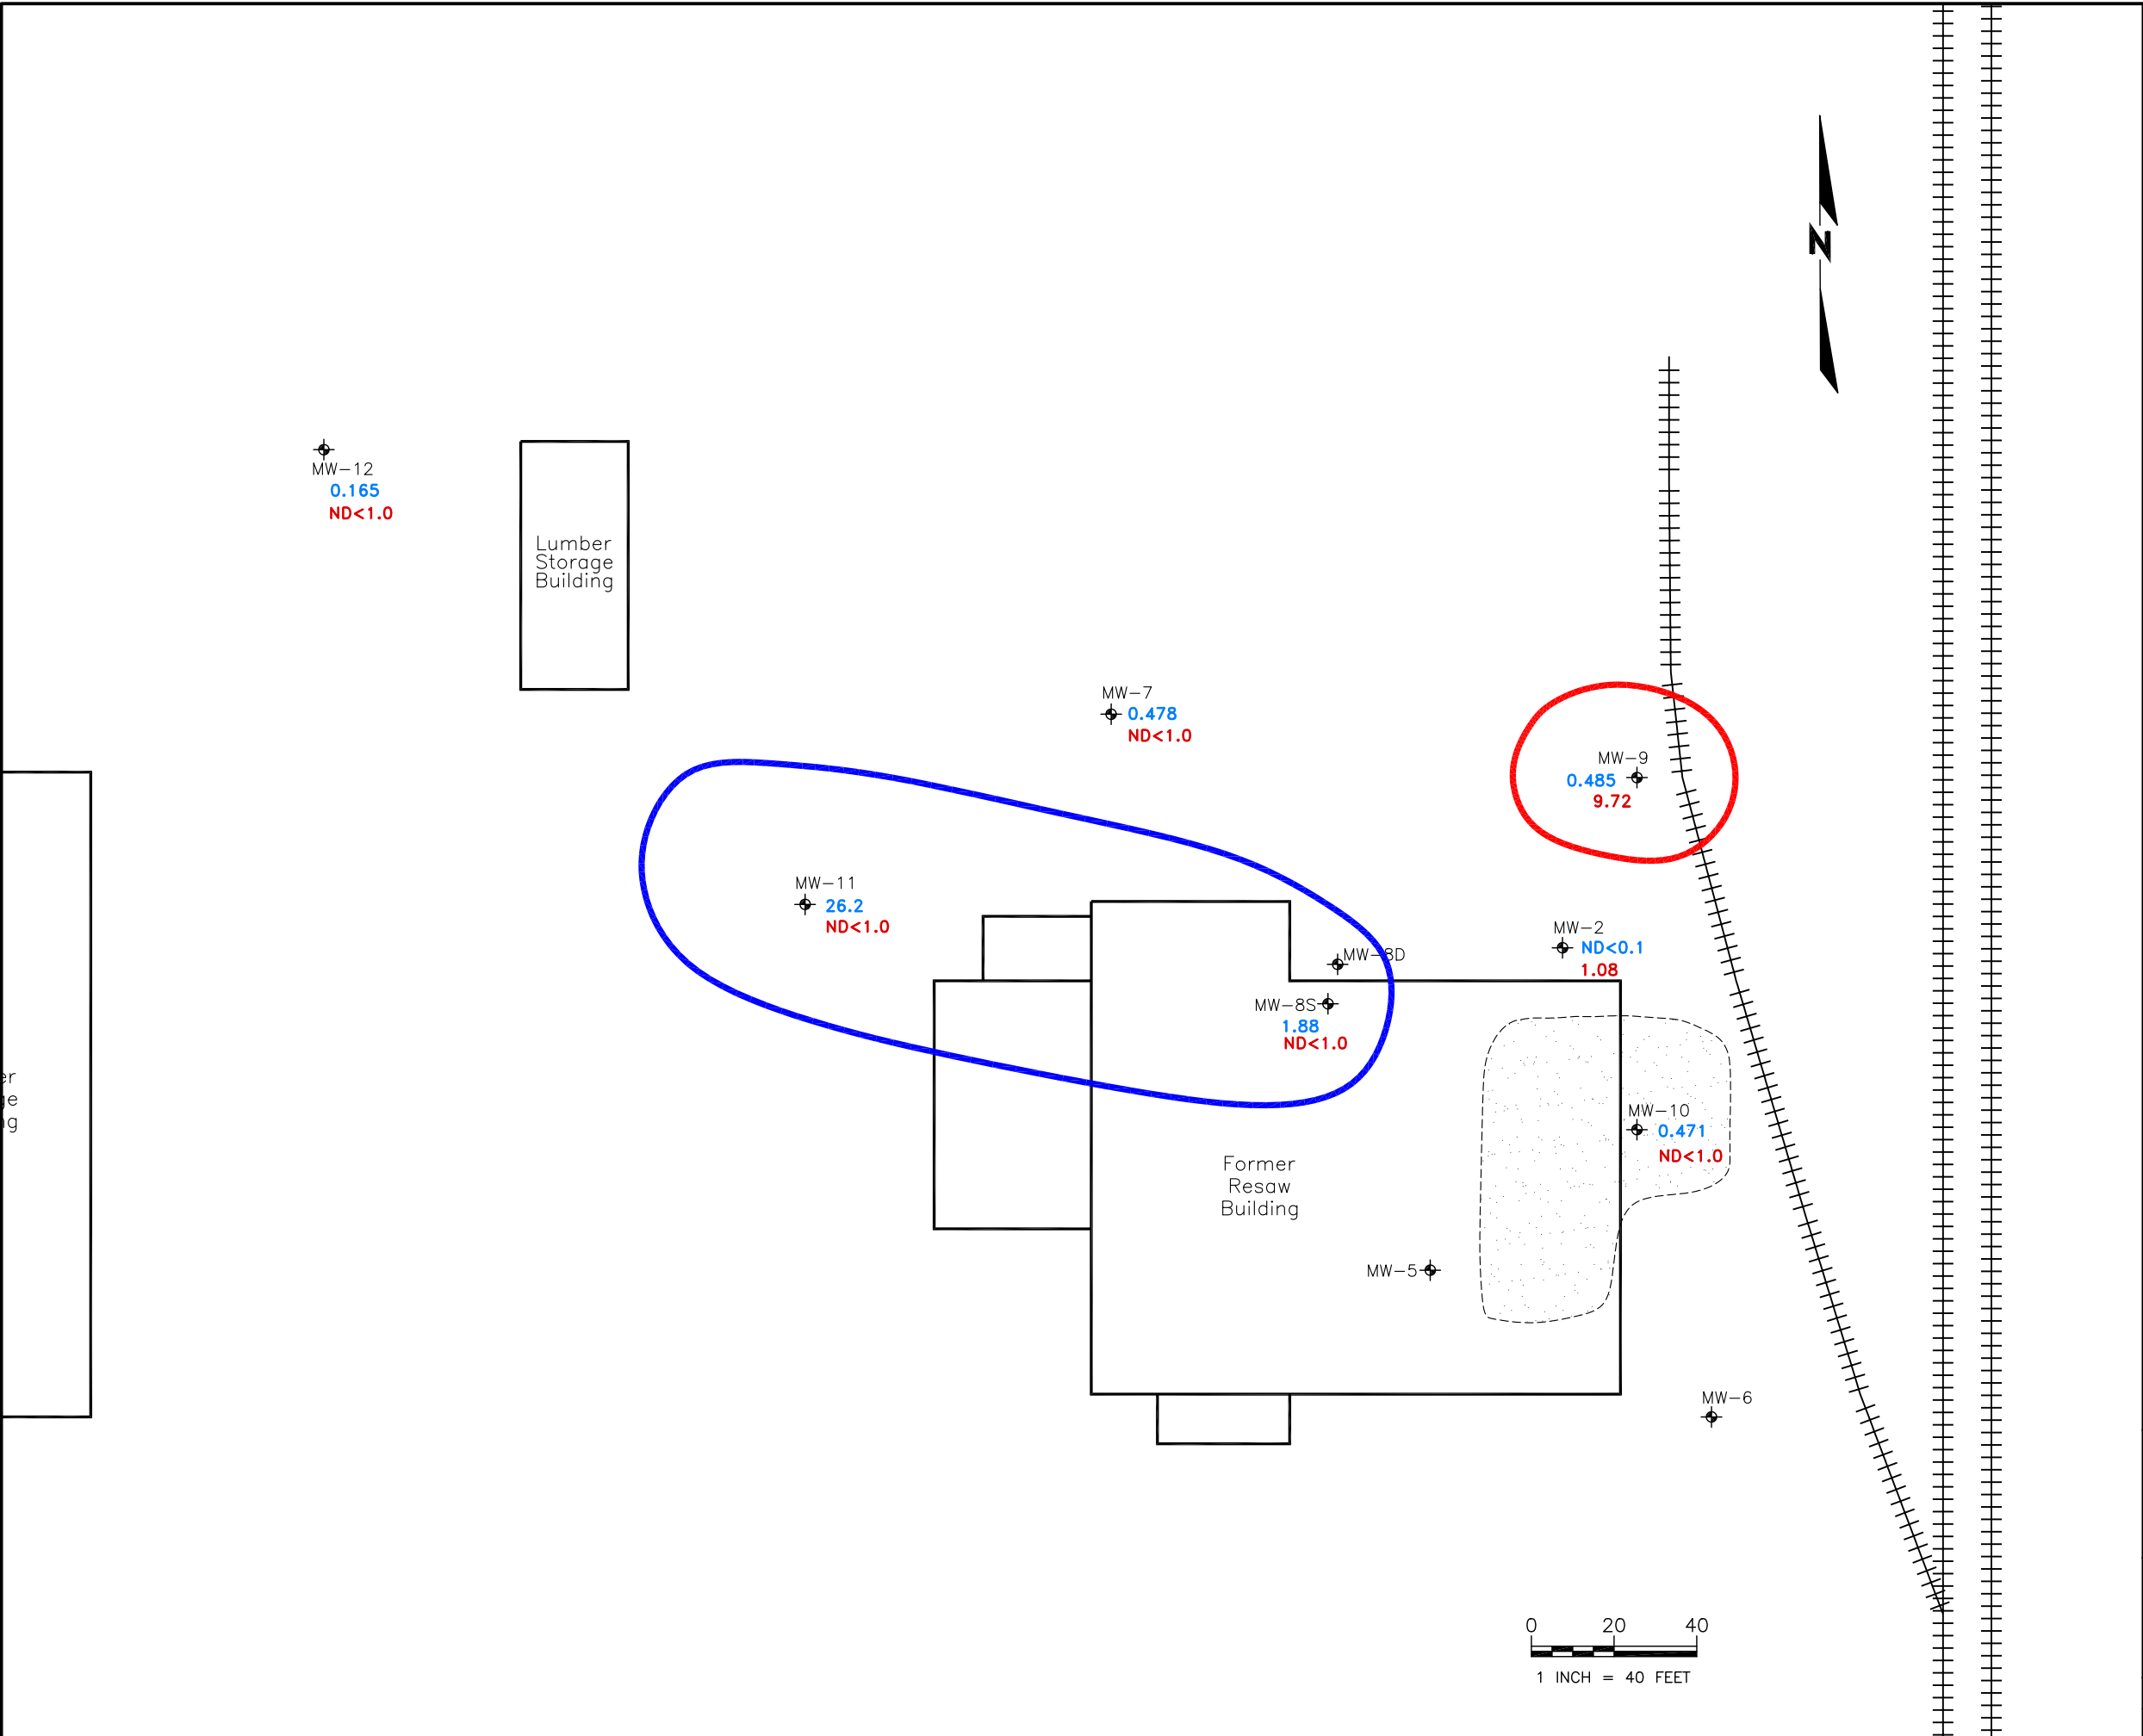 N
MW-12
0.165
ND<1.0
Lumber
Storage
Building
MW-7
0.478
ND<1.0
MW-9
0.485
9.72
MW-11
26.2
ND<1.0
MW-2
ND<0.1
1.08
MW-8D
MW-8S
1.88
ND<1.0
MW-10
0.471
ND<1.0
Former
Resaw
Building
MW-5
MW-6
0 20 40
1 INCH = 40 FEET